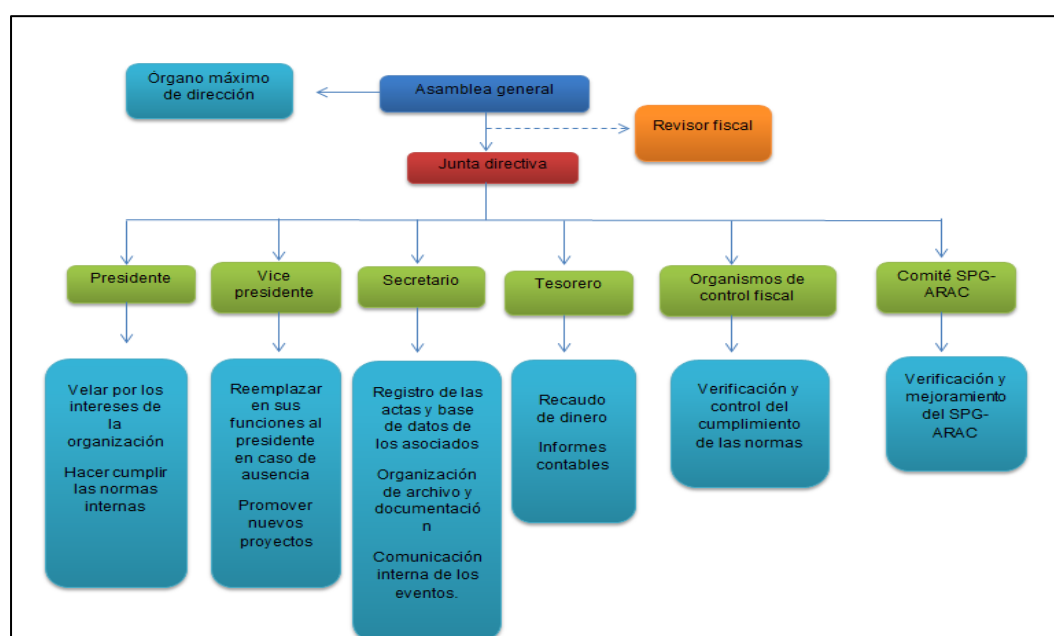 Órgano máximo
de dirección
Asamblea general
Revisor fiscal
Junta directiva
Presidente
Vice
presidente
Secretario
Tesorero
Organismos de
control fiscal
Comité SPG-
ARAC
Velar por los
intereses de
la
organización
Hacer cumplir
las normas
internas
Reemplazar
en sus
funciones al
presidente
en caso de
ausencia
Promover
nuevos
proyectos
Registro de las
actas y base
de datos de
los asociados
Organización
de archivo y
documentació
n
Comunicación
interna de los
eventos.
Recaudo
de dinero
Informes
contables
Verificación y
control del
cumplimiento
de las normas
Verificación y
mejoramiento
del SPG-
ARAC